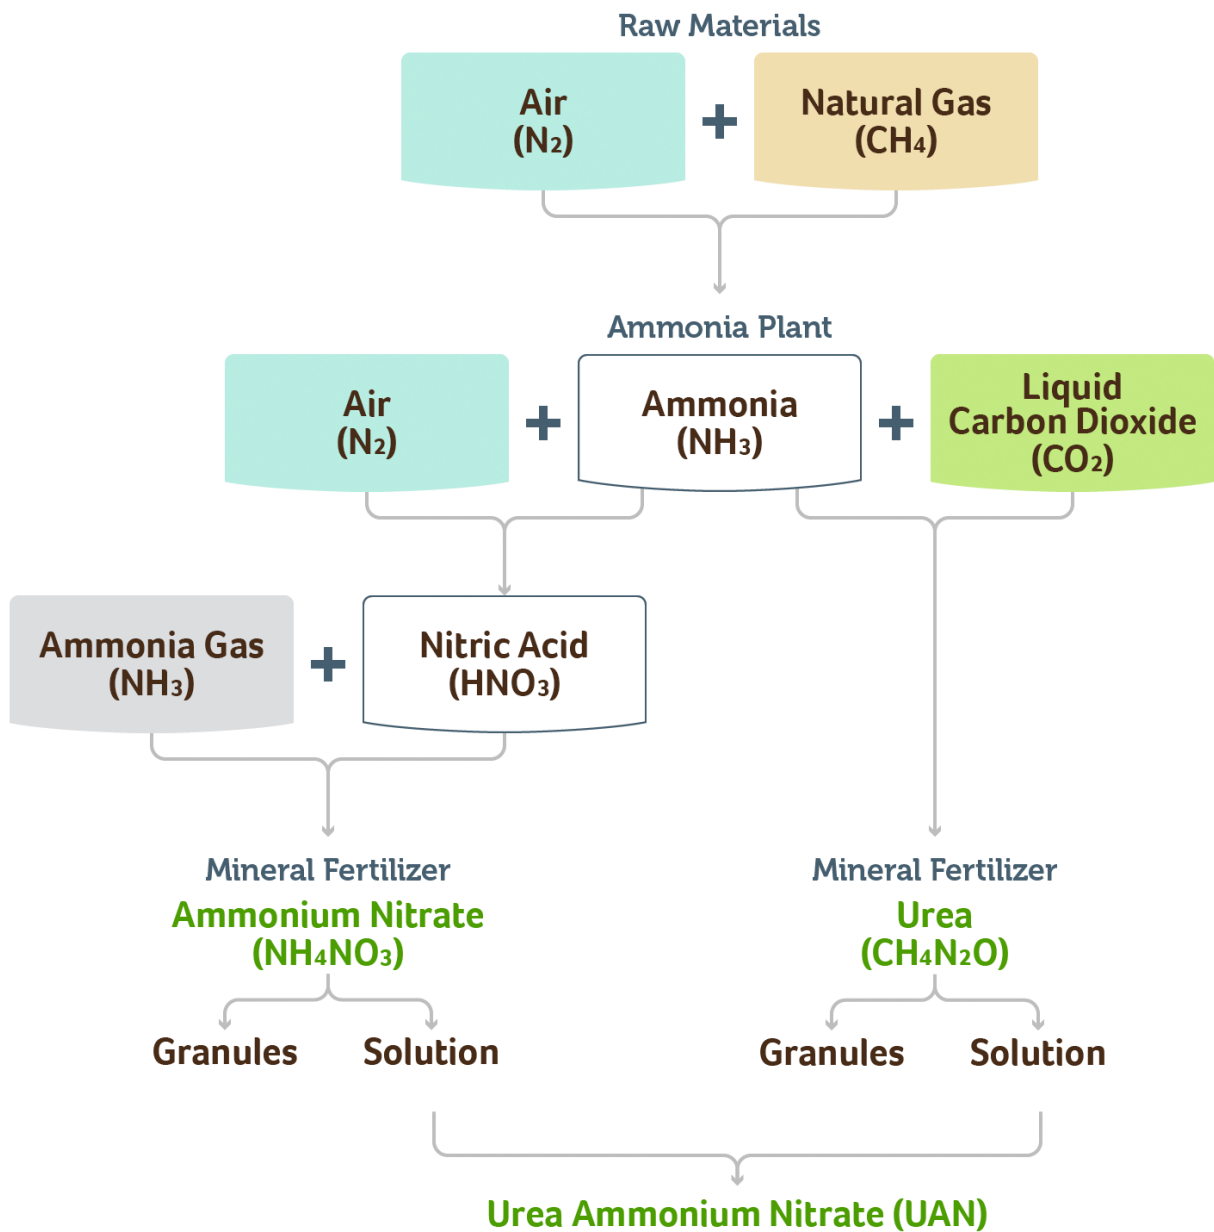 Raw Materials
Air
(N₂)
+
Natural Gas
(CH₄)
Ammonia Plant
Air
(N₂)
+
Ammonia
(NH₃)
+
Liquid
Carbon Dioxide
(CO₂)
Ammonia Gas
(NH₃)
+
Nitric Acid
(HNO₃)
Mineral Fertilizer
Ammonium Nitrate
(NH₄NO₃)
Granules
Solution
Mineral Fertilizer
Urea
(CH₄N₂O)
Granules
Solution
Urea Ammonium Nitrate (UAN)